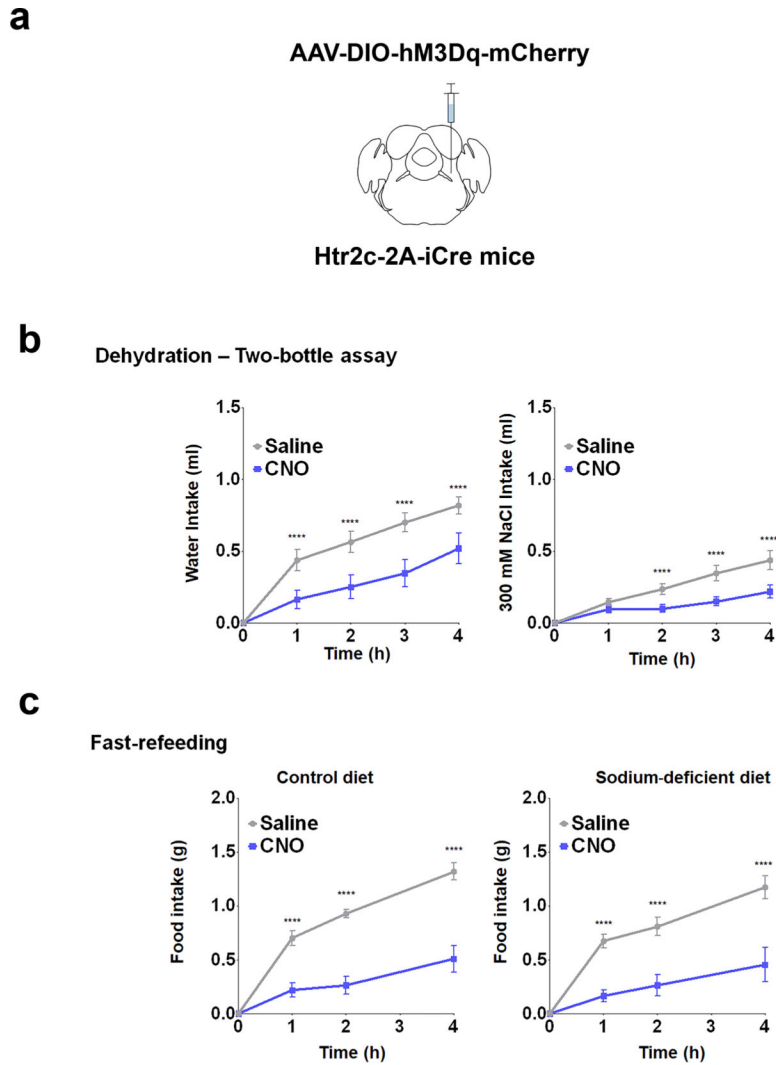 a
AAV-DIO-hM3Dq-mCherry
Htr2c-2A-iCre mice
b
Dehydration – Two-bottle assay
1.5
1.0
0.5
0.0
Water Intake (ml)
Saline
CNO
****
****
****
****
0
1
2
3
4
Time (h)
1.5
1.0
0.5
0.0
300 mM NaCl Intake (ml)
Saline
CNO
****
****
****
0
1
2
3
4
Time (h)
c
Fast-refeeding
Control diet
2.0
1.5
1.0
0.5
0.0
Food intake (g)
Saline
CNO
****
****
****
0
1
2
3
4
Time (h)
Sodium-deficient diet
2.0
1.5
1.0
0.5
0.0
Food intake (g)
Saline
CNO
****
****
****
0
1
2
3
4
Time (h)